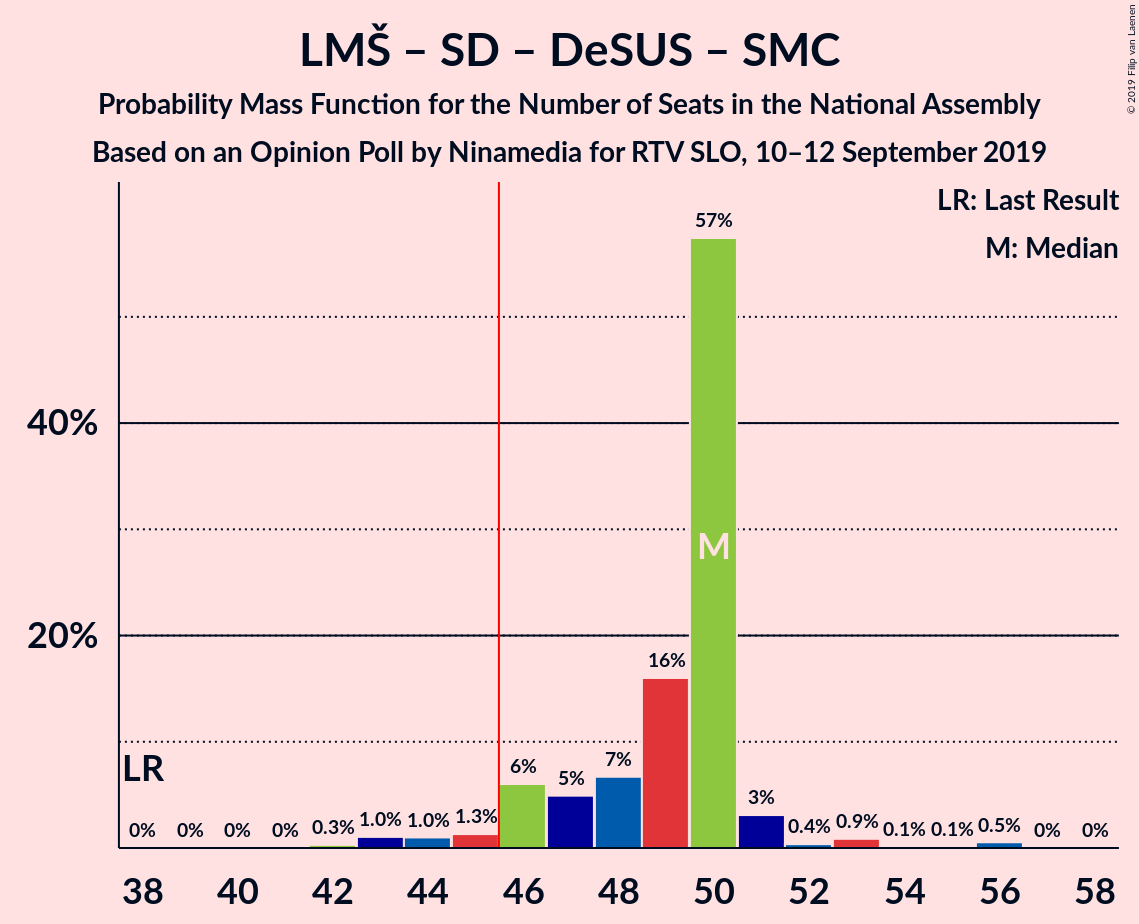 LMŠ – SD – DeSUS – SMC
Probability Mass Function for the Number of Seats in the National Assembly
Based on an Opinion Poll by Ninamedia for RTV SLO, 10–12 September 2019
© 2019 Filip van Laenen
LR: Last Result
M: Median
57%
40%
M
20%
16%
LR
0% 0% 0% 0% 0.3% 1.0% 1.0% 1.3% 6% 5% 7% 3% 0.4% 0.9% 0.1% 0.1% 0.5% 0% 0%
38 40 42 44 46 48 50 52 54 56 58